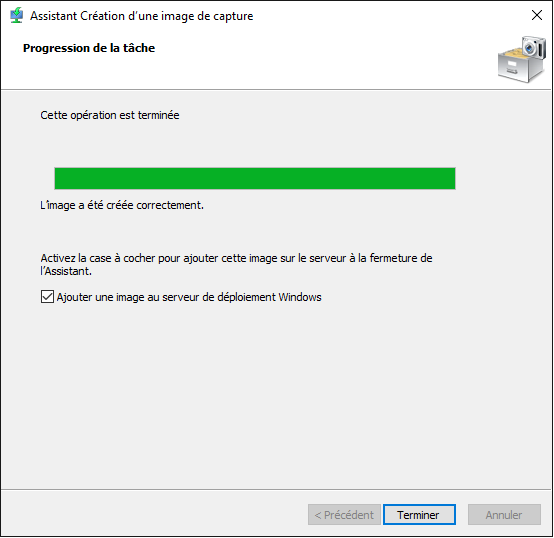 Assistant Création d'une image de capture
Progression de la tâche
Cette opération est terminée
L'image a été créée correctement.
Activez la case à cocher pour ajouter cette image sur le serveur à la fermeture de
l'Assistant.
Ajouter une image au serveur de déploiement Windows
< Précédent
Terminer
Annuler